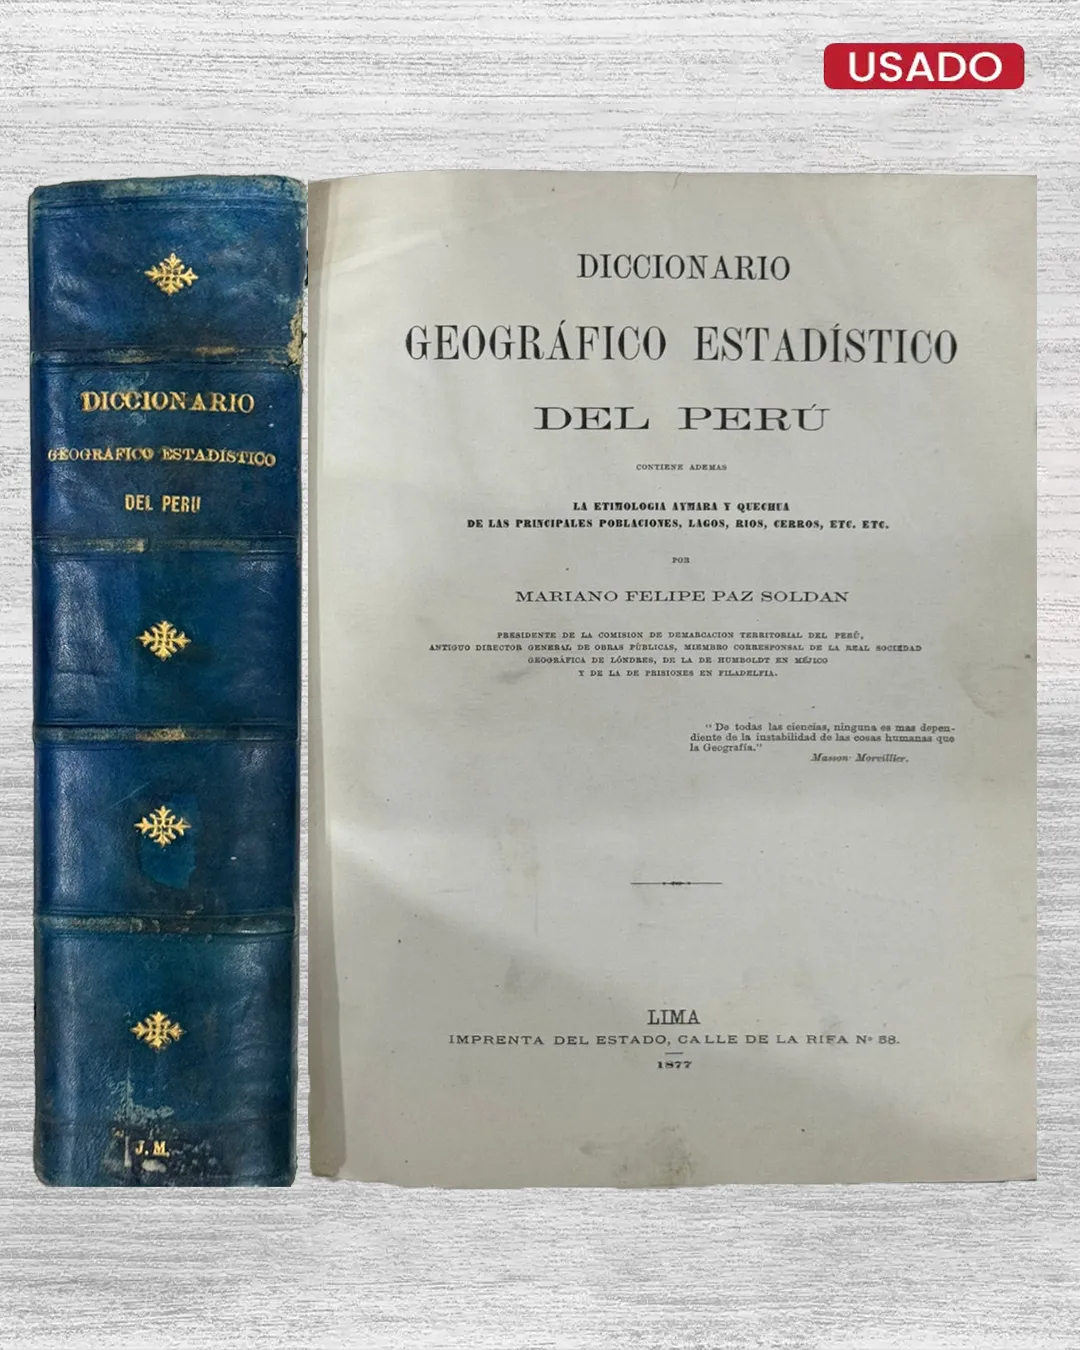 USADO
DICCIONARIO
GEOGRÁFICO ESTADÍSTICO
DEL PERU
J. M.
DICCIONARIO
GEOGRÁFICO ESTADÍSTICO
DEL PERÚ
CONTIENE ADEMAS
LA ETIMOLOGIA AYMARA Y QUECHUA
DE LAS PRINCIPALES POBLACIONES, LAGOS, RIOS, CERROS, ETC. ETC.
POR
MARIANO FELIPE PAZ SOLDAN
PRESIDENTE DE LA COMISION DE DEMARCACION TERRITORIAL DEL PERÚ,
ANTIGUO DIRECTOR GENERAL DE OBRAS PÚBLICAS, MIEMBRO CORRESPONSAL DE LA REAL SOCIEDAD
GEOGRÁFICA DE LÓNDRES, DE LA DE HUMBOLDT EN MÉJICO
Y DE LA DE PRISIONES EN FILADELFIA.
"De todas las ciencias, ninguna es mas depen-
diente de la instabilidad de las cosas humanas que
la Geografía."
Masson Morvillier.
LIMA
IMPRENTA DEL ESTADO, CALLE DE LA RIFA Nº 58.
1877